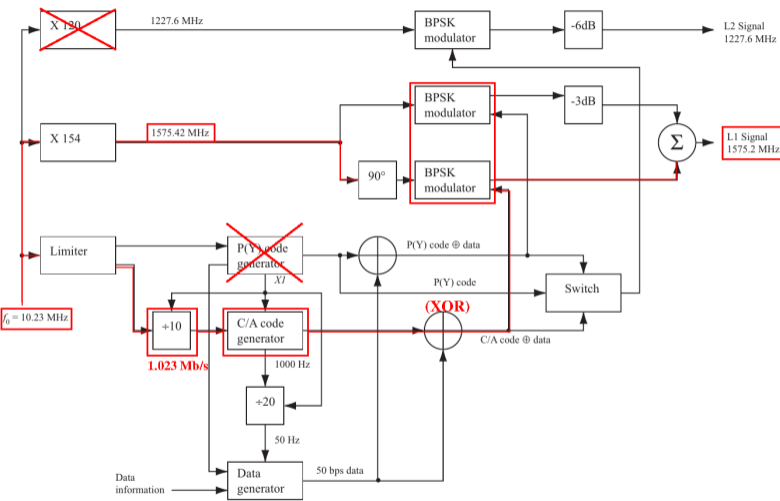 X 120
1227.6 MHz
BPSK
modulator
-6dB
L2 Signal
1227.6 MHz
BPSK
modulator
-3dB
X 154
1575.42 MHz
Σ
L1 Signal
1575.2 MHz
90°
BPSK
modulator
Limiter
P(Y) code
generator
X1
P(Y) code ⊕ data
P(Y) code
Switch
f0 = 10.23 MHz
÷10
C/A code
generator
(XOR)
C/A code ⊕ data
1.023 Mb/s
1000 Hz
÷20
50 Hz
Data
information
Data
generator
50 bps data